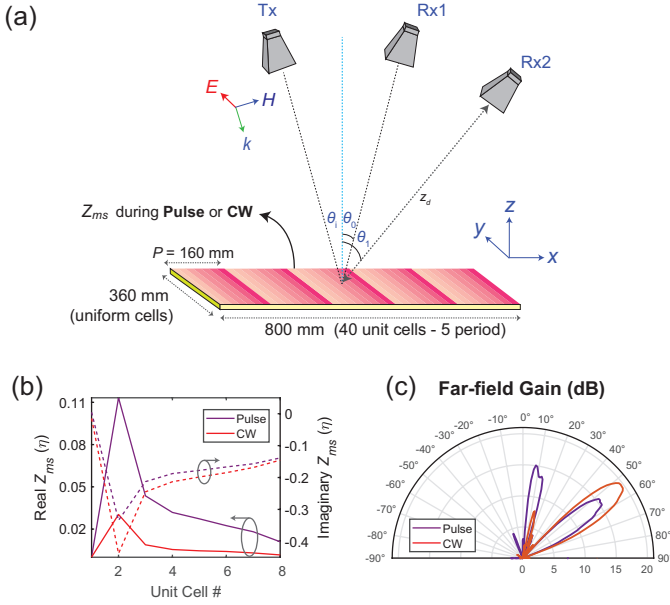 (a)
Tx
Rx1
Rx2
E
H
k
z_d
Z_ms during Pulse or CW
θ_i
θ_0
θ_1
z
y
x
P = 160 mm
360 mm
(uniform cells)
800 mm (40 unit cells - 5 period)
(b)
0.11
0.08
0.05
0.02
Real Z_ms (η)
Pulse
CW
0
-0.1
-0.2
-0.3
-0.4
Imaginary Z_ms (η)
2
4
6
8
Unit Cell #
(c)
Far-field Gain (dB)
-90°
-80°
-70°
-60°
-50°
-40°
-30°
-20°
-10°
0°
10°
20°
30°
40°
50°
60°
70°
80°
90°
Pulse
CW
0
5
10
15
20